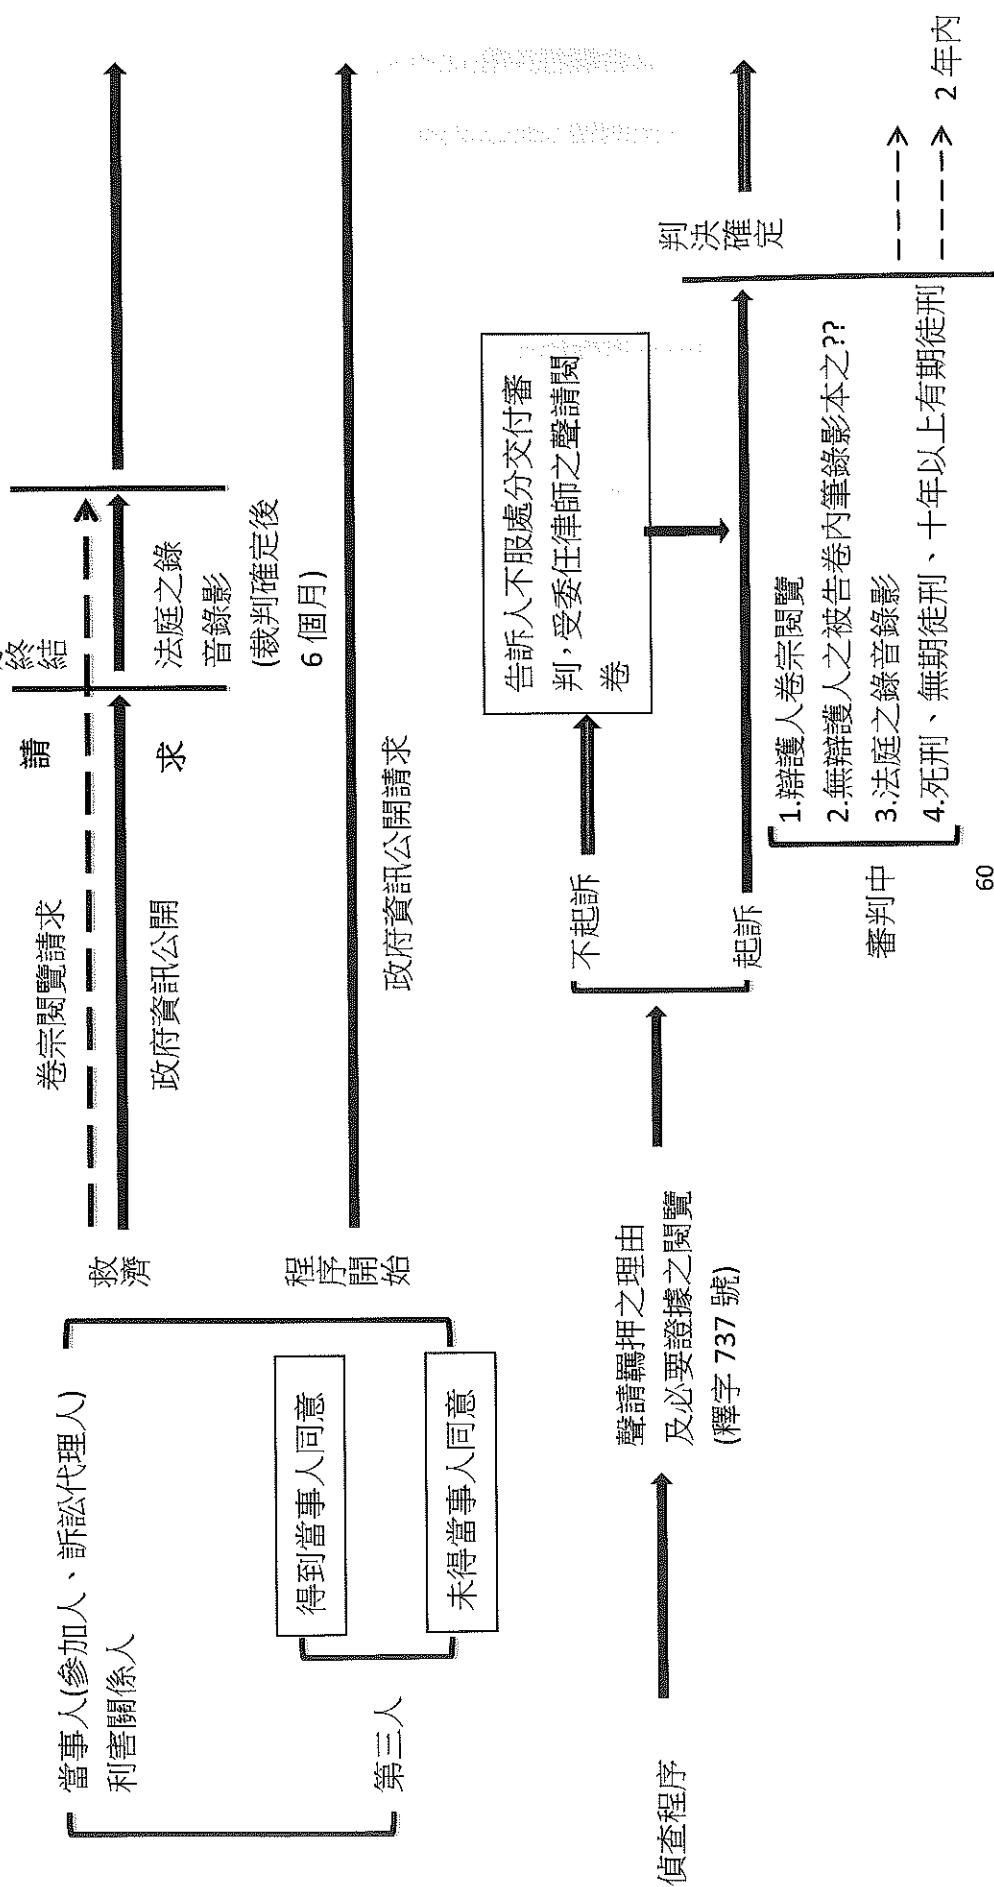 當事人(參加人、訴訟代理人)
利害關係人
第三人
得到當事人同意
未得當事人同意
救濟
卷宗閱覽請求
政府資訊公開
請
求
終結
法庭之錄
音錄影
(裁判確定後
6 個月)
程序開始
政府資訊公開請求
偵查程序
聲請羈押之理由
及必要證據之閱覽
(釋字 737 號)
不起訴
起訴
告訴人不服處分交付審
判，受委任律師之聲請閱
卷
判決確定
審判中
1.辯護人卷宗閱覽
2.無辯護人之被告卷內筆錄影本之??
3.法庭之錄音錄影
4.死刑、無期徒刑、十年以上有期徒刑
2 年內
60